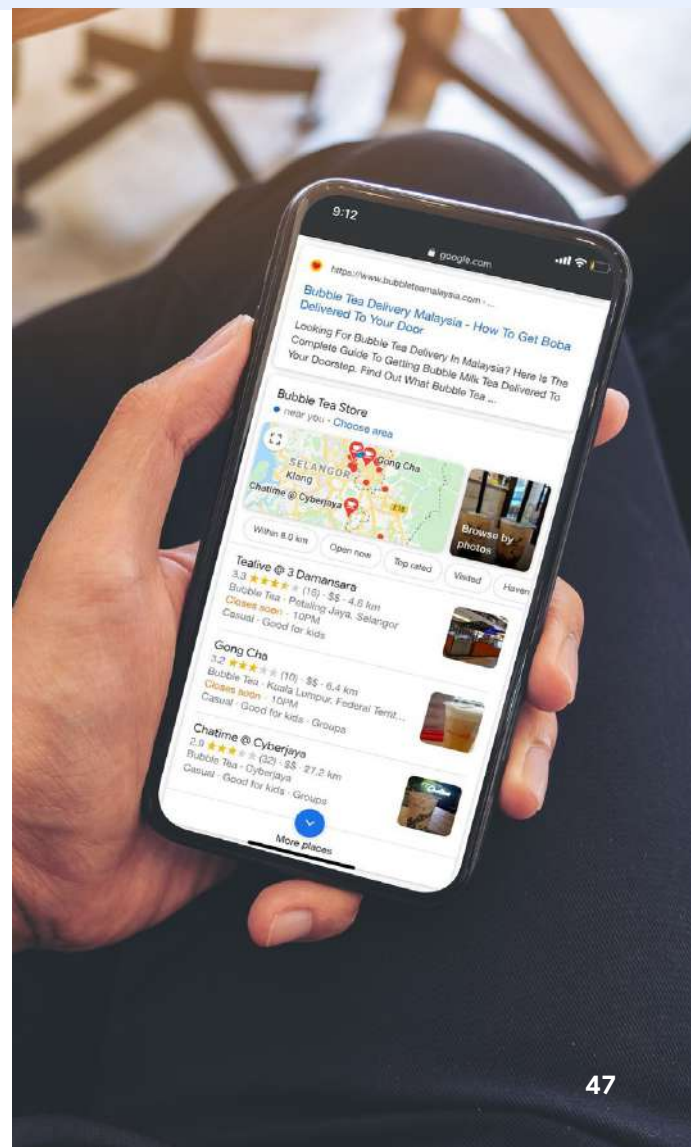 9:12
google.com
https://www.bubbleteamalaysia.com › ...
Bubble Tea Delivery Malaysia - How To Get Boba
Delivered To Your Door
Looking For Bubble Tea Delivery In Malaysia? Here Is The
Complete Guide To Getting Bubble Milk Tea Delivered To
Your Doorstep. Find Out What Bubble Tea ...
Bubble Tea Store
near you · Choose area
Gong Cha
SELANGOR
Klang
Chatime @ Cyberjaya
E18
Browse by
photos
Within 8.0 km
Open now
Top rated
Visited
Haven
Tealive @ 3 Damansara
3.3 (16) · $$ · 4.6 km
Bubble Tea · Petaling Jaya, Selangor
Closes soon · 10PM
Casual · Good for kids
Gong Cha
3.2 (10) · $$ · 6.4 km
Bubble Tea · Kuala Lumpur, Federal Territ...
Closes soon · 10PM
Casual · Good for kids · Groups
Chatime @ Cyberjaya
2.9 (32) · $$ · 27.2 km
Bubble Tea · Cyberjaya
Casual · Good for kids · Groups
More places
47